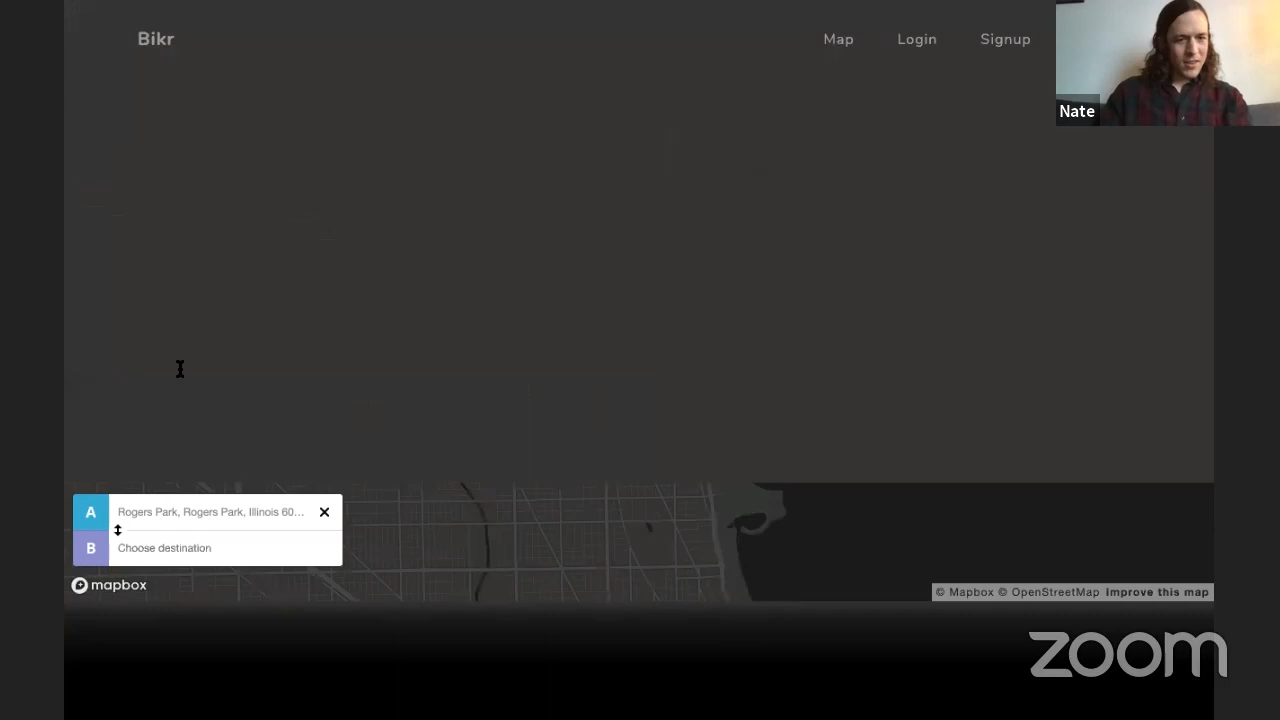 Bikr
Map
Login
Signup
Nate
A
Rogers Park, Rogers Park, Illinois 60...
B
Choose destination
mapbox
© Mapbox © OpenStreetMap Improve this map
zoom